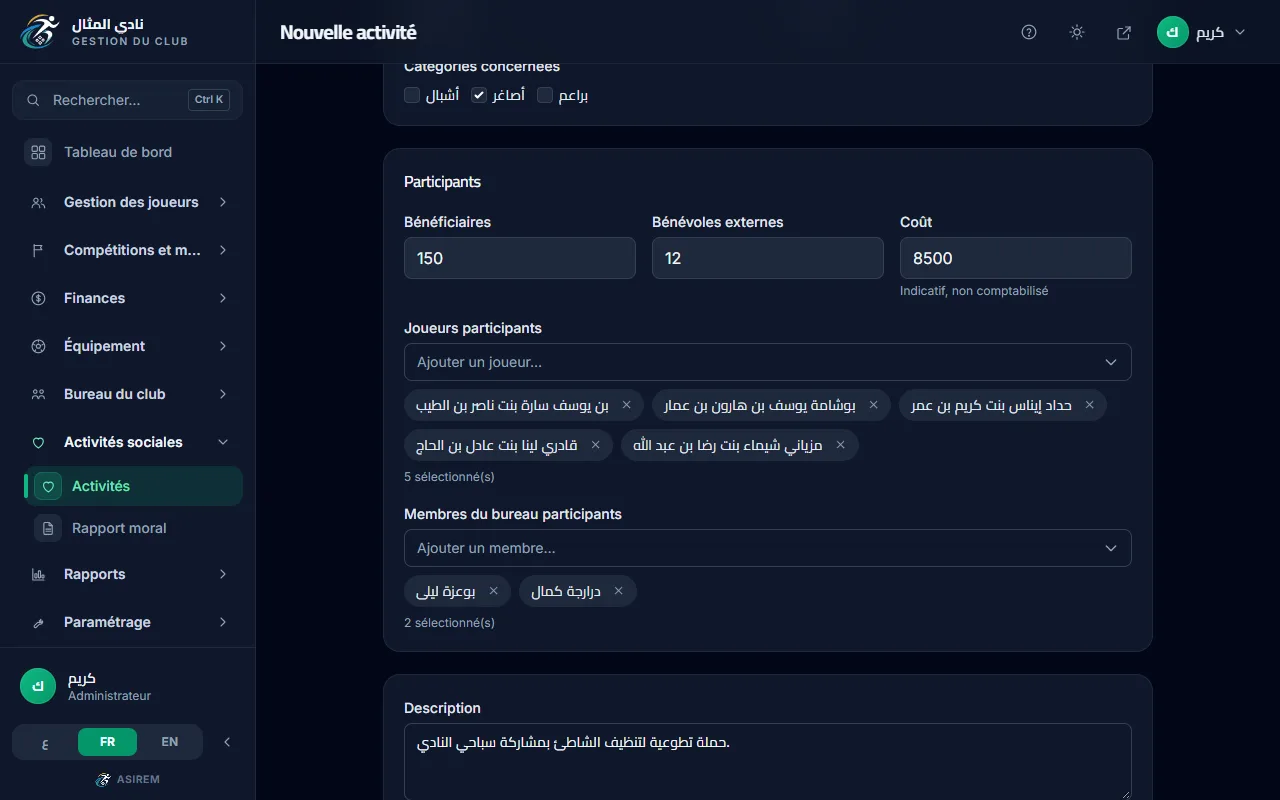 نادي المثال
GESTION DU CLUB
Nouvelle activité
كريم
ك
Rechercher...
Ctrl K
Tableau de bord
Gestion des joueurs
Compétitions et m...
Finances
Équipement
Bureau du club
Activités sociales
Activités
Rapport moral
Rapports
Paramétrage
ك
كريم
Administrateur
ع
FR
EN
ASIREM
Catégories concernées
أشبال
أصاغر
براعم
Participants
Bénéficiaires
Bénévoles externes
Coût
150
12
8500
Indicatif, non comptabilisé
Joueurs participants
Ajouter un joueur...
بن يوسف سارة بنت ناصر بن الطيب
بوشامة يوسف بن هارون بن عمار
حداد إيناس بنت كريم بن عمر
قادري لينا بنت عادل بن الحاج
مزياني شيماء بنت رضا بن عبد الله
5 sélectionné(s)
Membres du bureau participants
Ajouter un membre...
بوعزة ليلى
درارجة كمال
2 sélectionné(s)
Description
حملة تطوعية لتنظيف الشاطئ بمشاركة سباحي النادي.